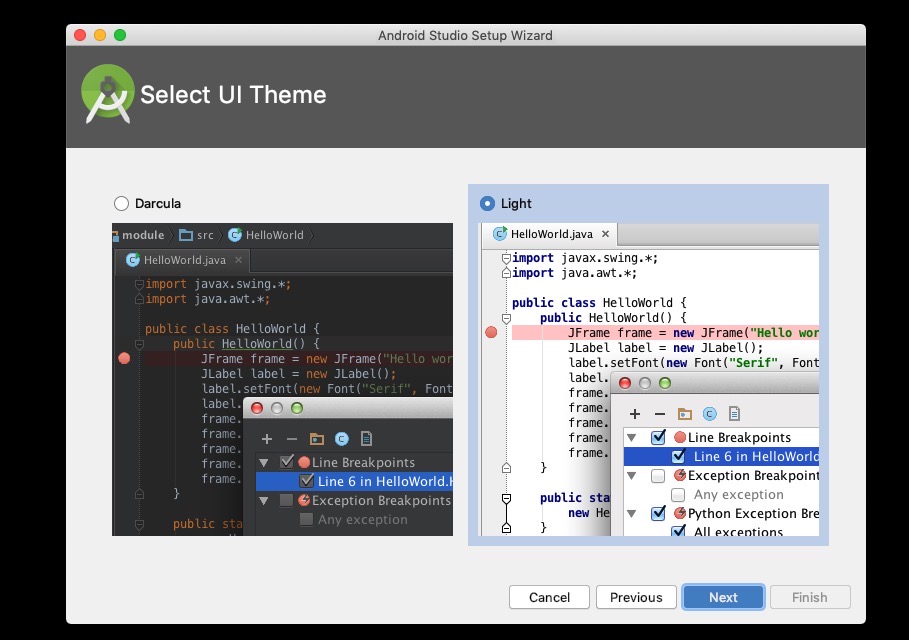 Android Studio Setup Wizard
Select UI Theme
Darcula
module src HelloWorld
HelloWorld.java
import javax.swing.*;
import java.awt.*;
public class HelloWorld {
public HelloWorld() {
JFrame frame = new JFrame("Hello wor
JLabel label = new JLabel();
label.setFont(new Font("Serif", Font
label.
frame.
frame.
frame.
frame.
frame.
}
public sta
Line Breakpoints
Line 6 in HelloWorld.
Exception Breakpoints
Any exception
Light
HelloWorld.java
import javax.swing.*;
import java.awt.*;
public class HelloWorld {
public HelloWorld() {
JFrame frame = new JFrame("Hello wor
JLabel label = new JLabel();
label.setFont(new Font("Serif", Font
label.
frame.
frame.
frame.
frame.
frame.
}
public sta
new He
}
Line Breakpoints
Line 6 in HelloWorld
Exception Breakpoint
Any exception
Python Exception Bre
All exceptions
Cancel
Previous
Next
Finish